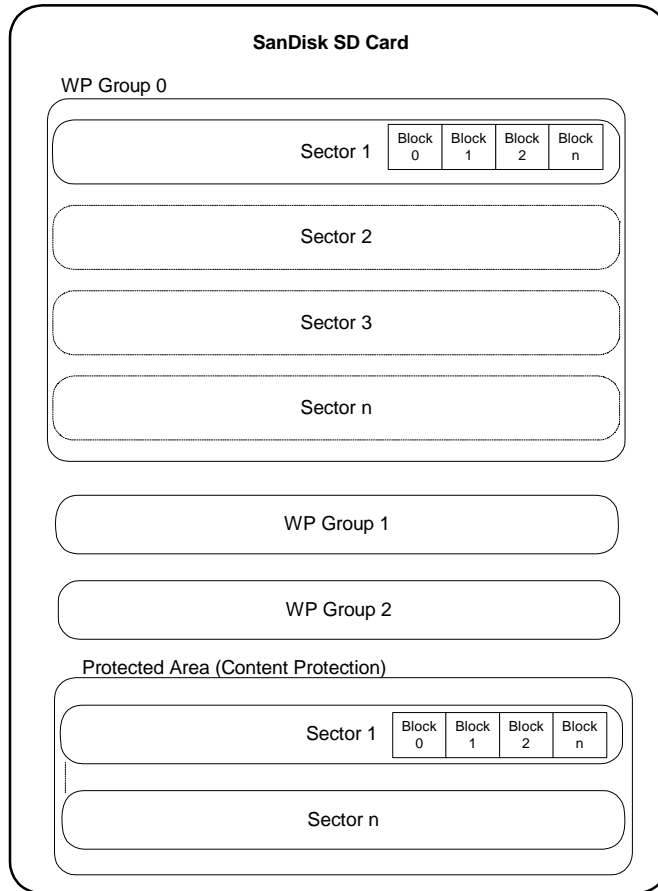 SanDisk SD Card
WP Group 0
Sector 1
Block 0
Block 1
Block 2
Block n
Sector 2
Sector 3
Sector n
WP Group 1
WP Group 2
Protected Area (Content Protection)
Sector 1
Block 0
Block 1
Block 2
Block n
Sector n